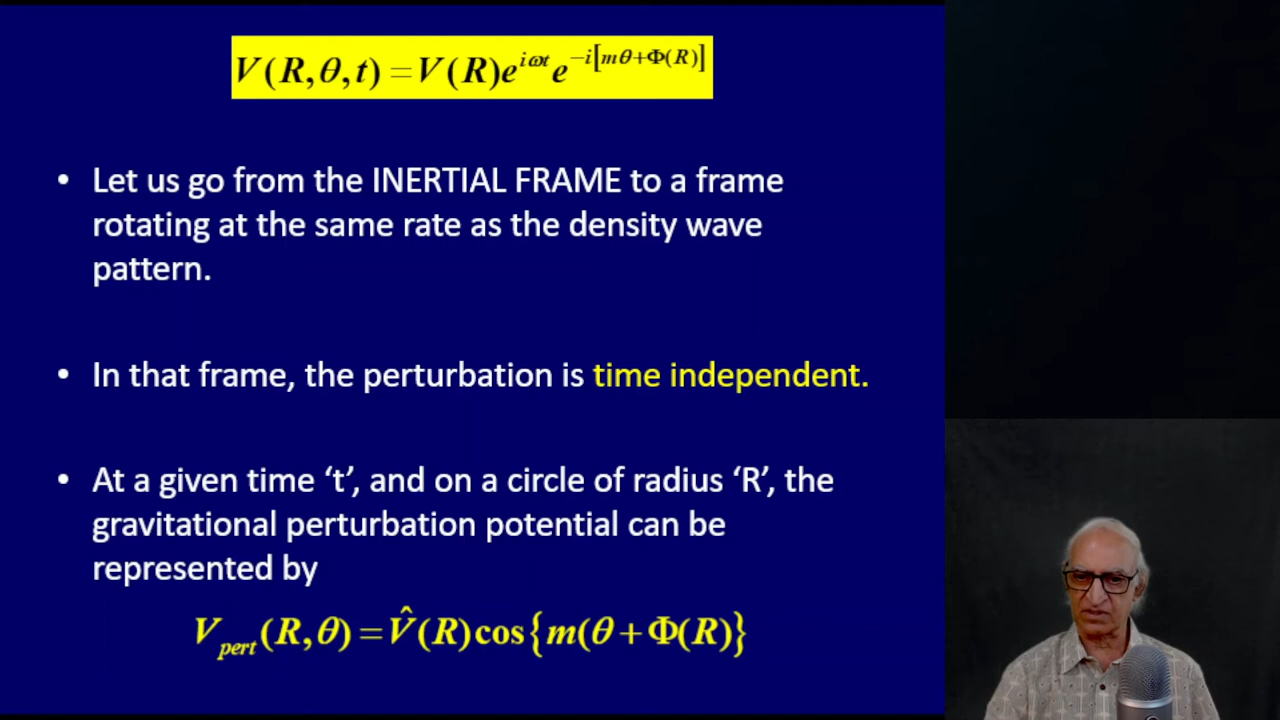 V(R,θ,t) = V(R)e^{iωt} e^{-i[mθ+Φ(R)]}
• Let us go from the INERTIAL FRAME to a frame
rotating at the same rate as the density wave
pattern.
• In that frame, the perturbation is time independent.
• At a given time ‘t’, and on a circle of radius ‘R’, the
gravitational perturbation potential can be
represented by
V_{pert}(R,θ) = V̂(R)cos{m(θ+Φ(R)}